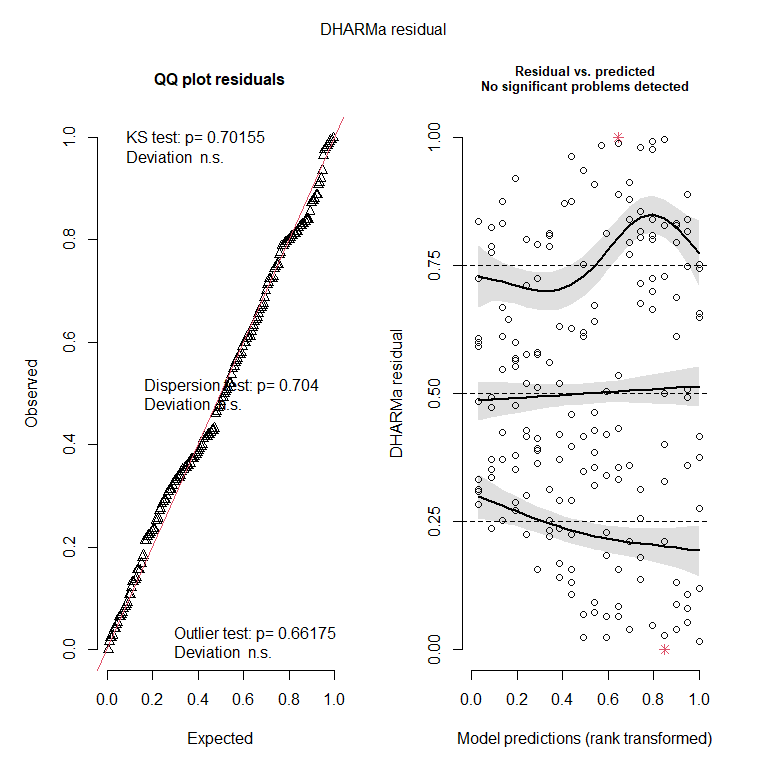 DHARMa residual
QQ plot residuals
KS test: p= 0.70155
Deviation n.s.
Dispersion test: p= 0.704
Deviation n.s.
Outlier test: p= 0.66175
Deviation n.s.
Observed
0.0 0.2 0.4 0.6 0.8 1.0
0.0 0.2 0.4 0.6 0.8 1.0
Expected
Residual vs. predicted
No significant problems detected
DHARMa residual
0.00 0.25 0.50 0.75 1.00
0.0 0.2 0.4 0.6 0.8 1.0
Model predictions (rank transformed)